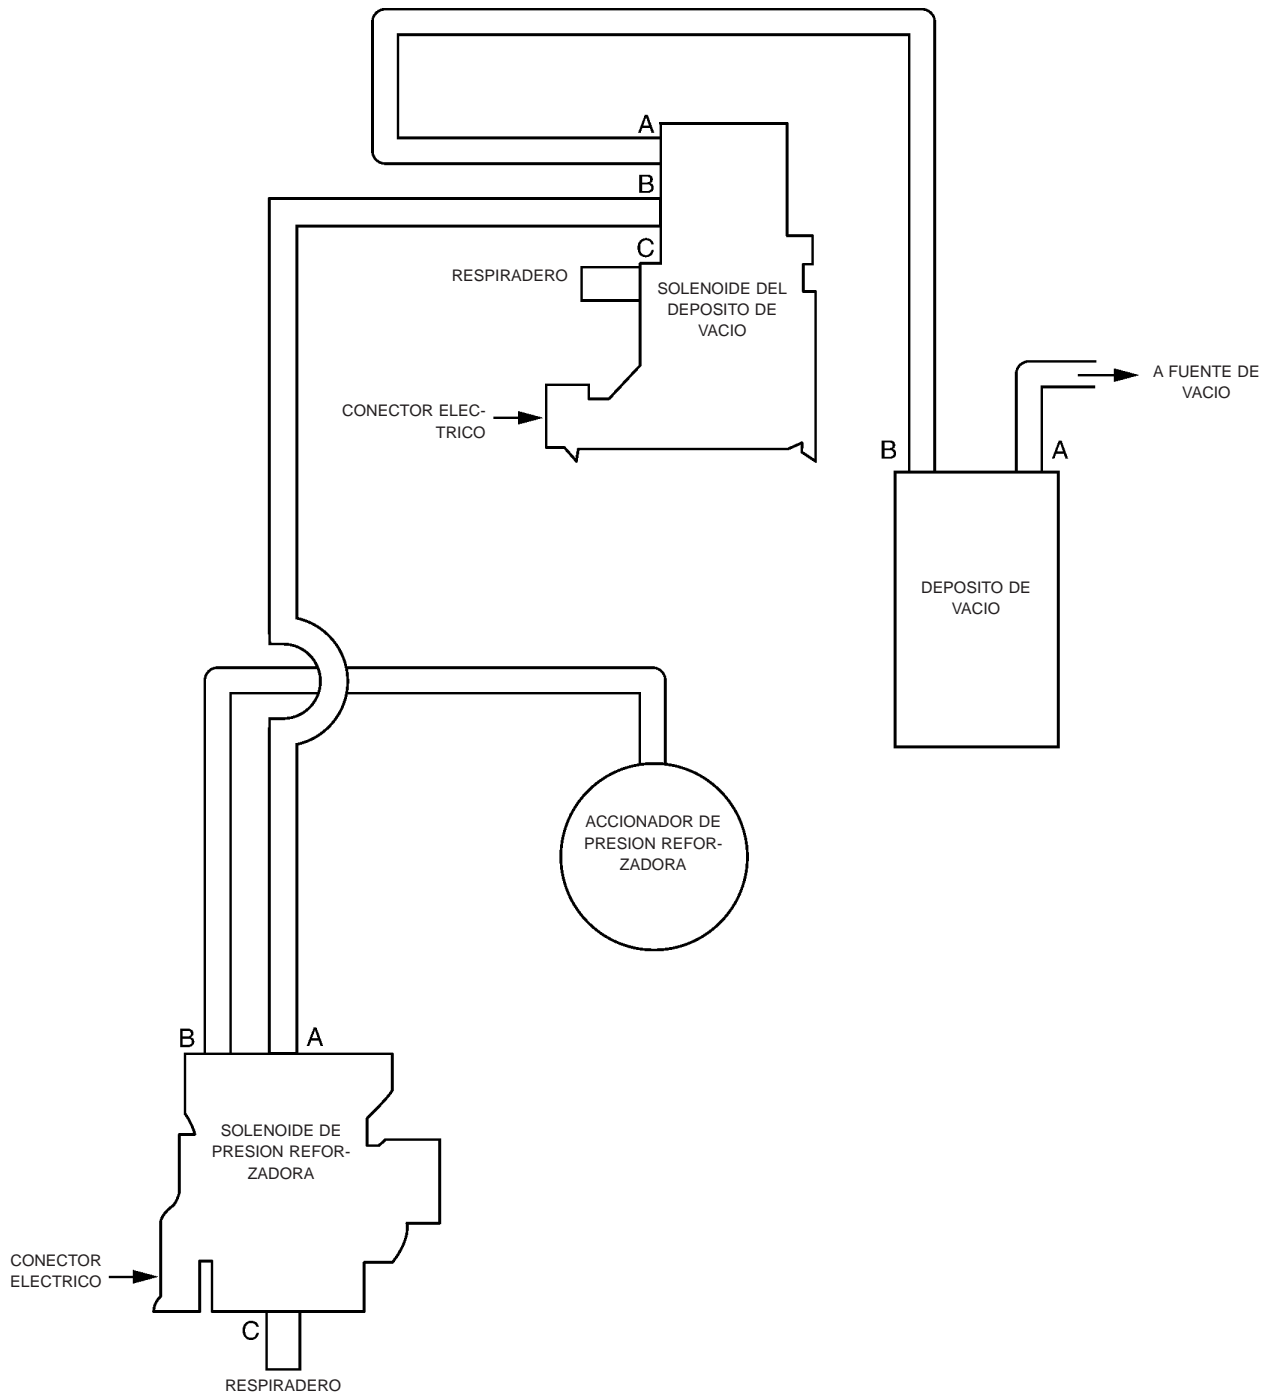 A
B
C
RESPIRADERO
SOLENOIDE DEL
DEPOSITO DE
VACIO
A FUENTE DE
VACIO
CONECTOR ELEC-
TRICO
B
A
DEPOSITO DE
VACIO
ACCIONADOR DE
PRESION REFOR-
ZADORA
B
A
SOLENOIDE DE
PRESION REFOR-
ZADORA
CONECTOR
ELECTRICO
C
RESPIRADERO